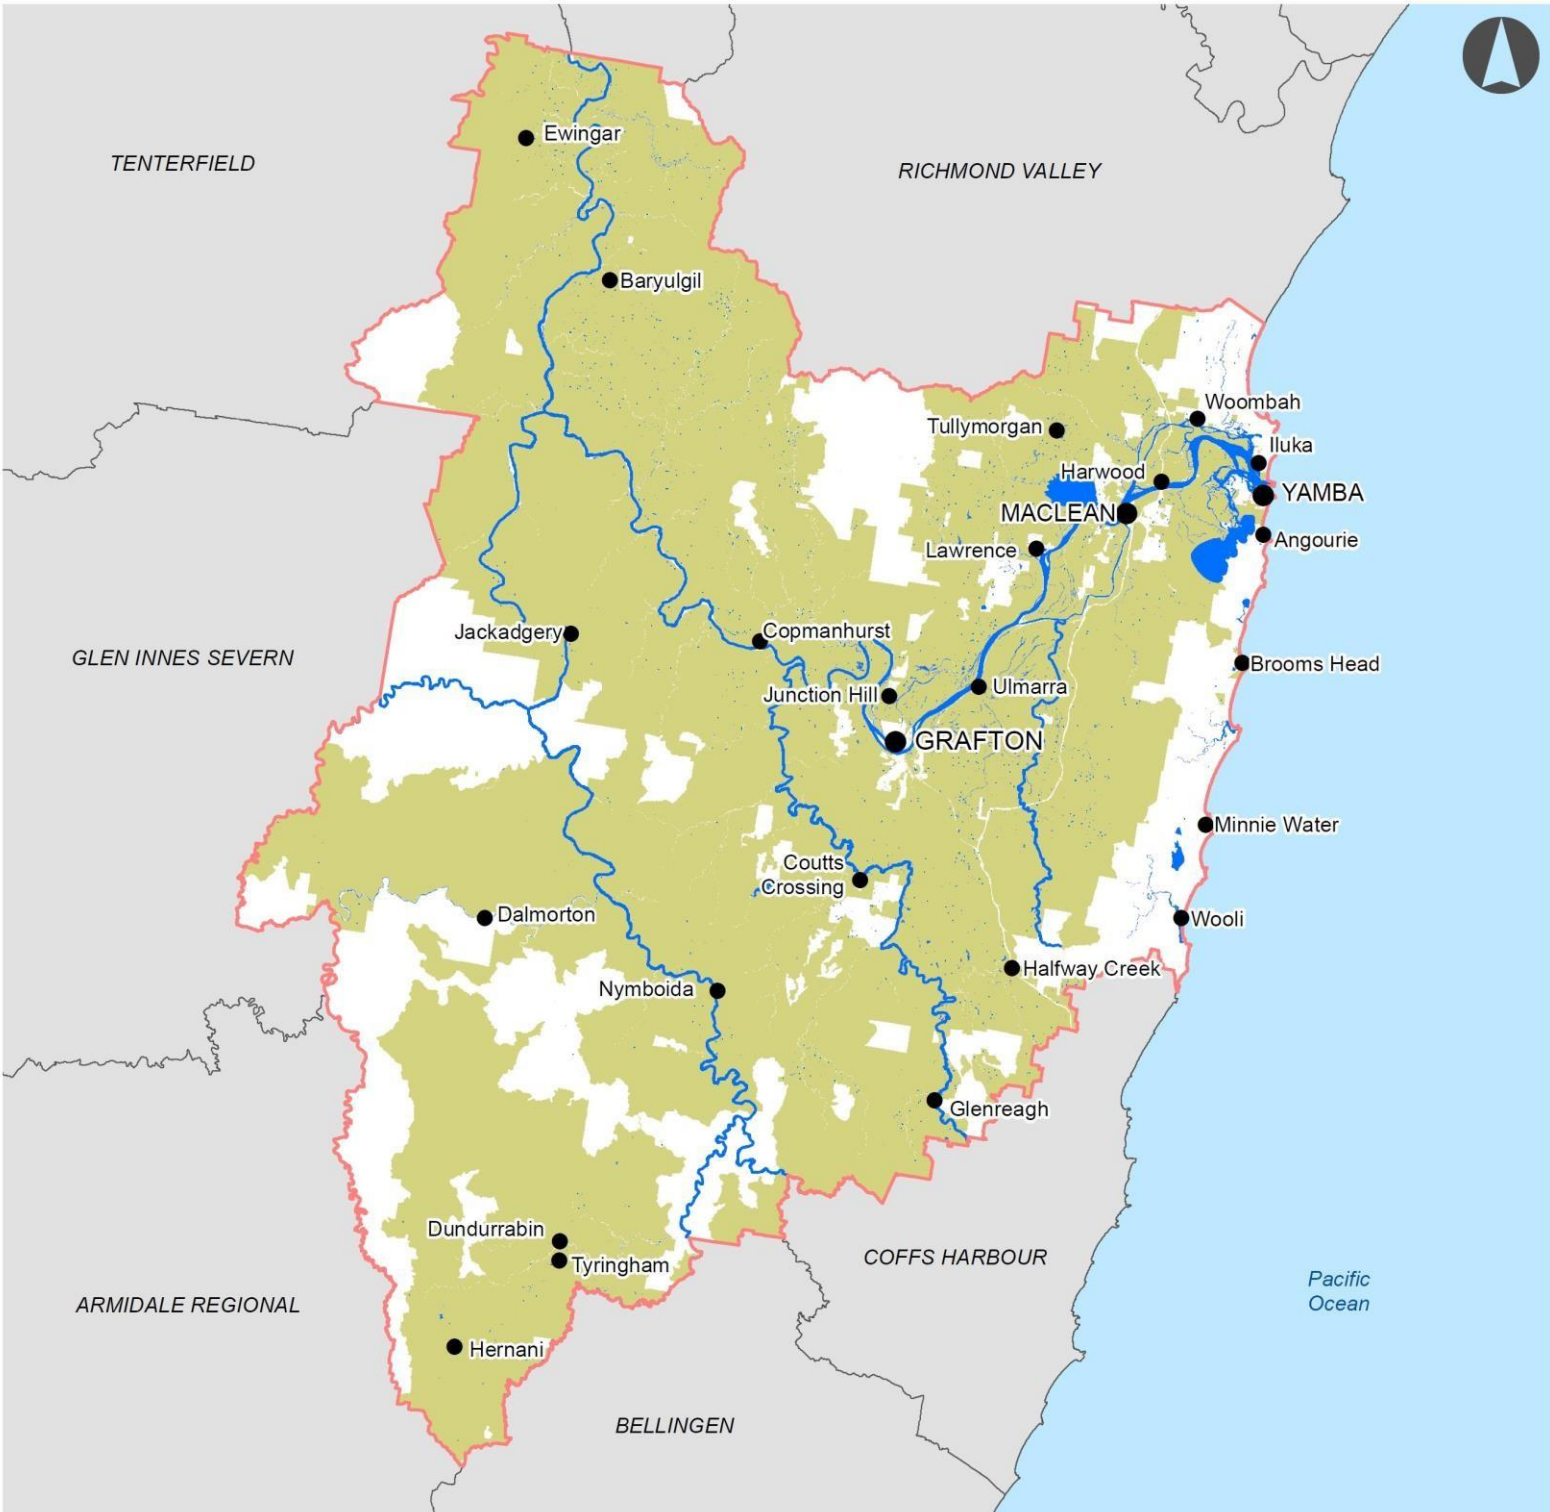 Ewingar
TENTERFIELD
RICHMOND VALLEY
Baryulgil
Woombah
Tullymorgan
Iluka
Harwood
YAMBA
MACLEAN
Angourie
Lawrence
Jackadgery
Copmanhurst
GLEN INNES SEVERN
Brooms Head
Junction Hill
Ulmarra
GRAFTON
Minnie Water
Coutts
Crossing
Dalmorton
Wooli
Halfway Creek
Nymboida
Glenreagh
Dundurrabin
Tyringham
COFFS HARBOUR
Pacific
Ocean
ARMIDALE REGIONAL
Hernani
BELLINGEN